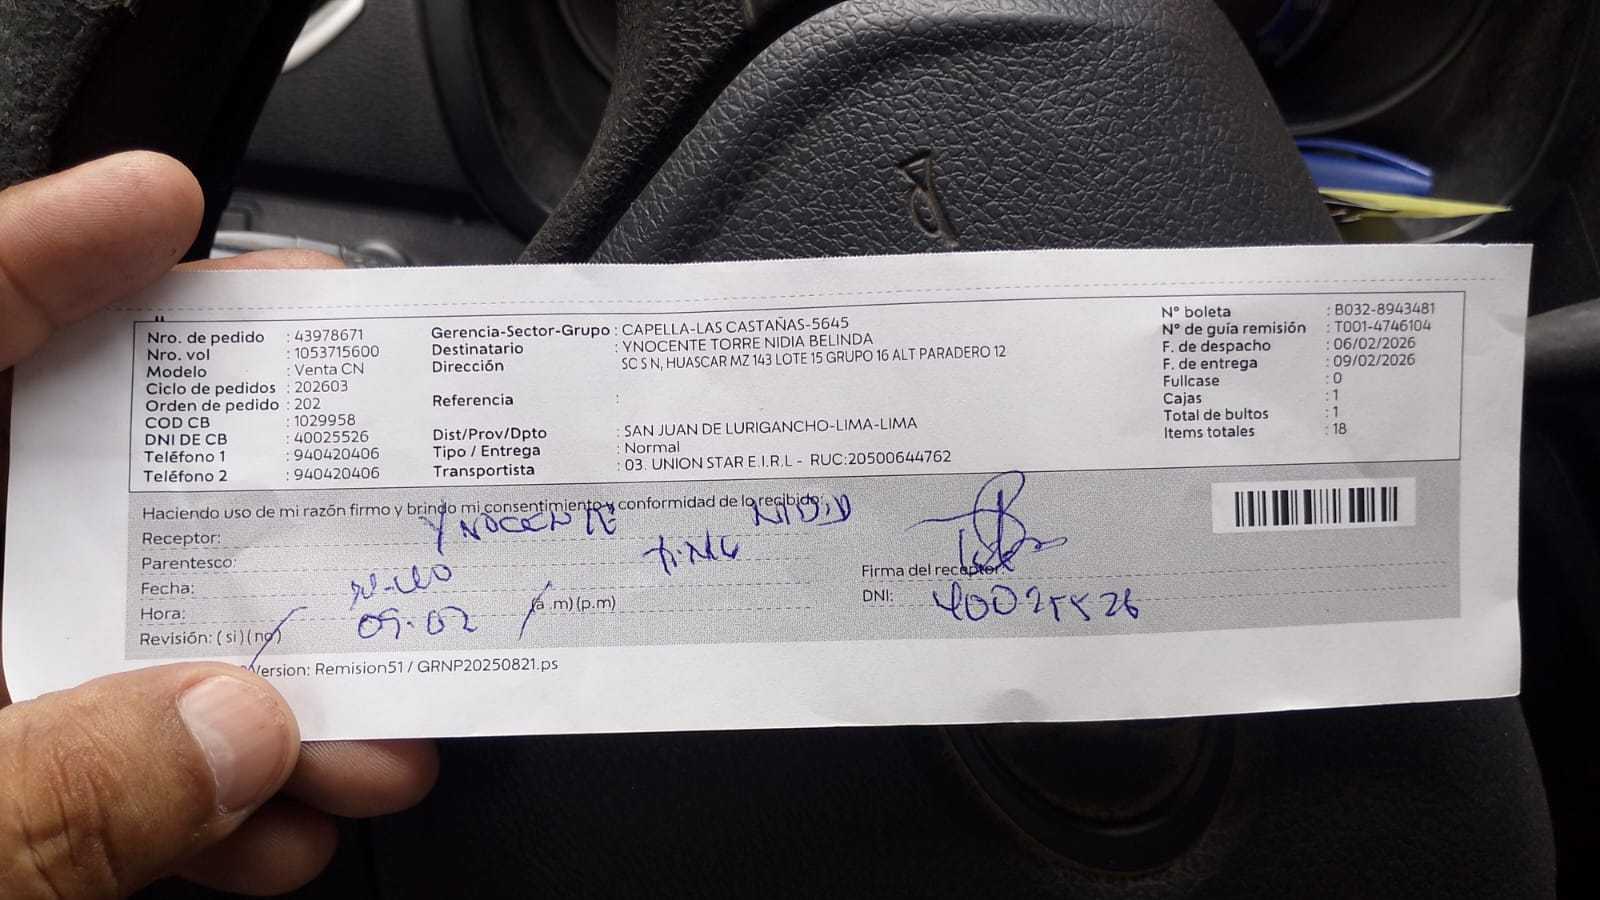 Nro. de pedido : 43978671
Nro. vol : 1053715600
Modelo : Venta CN
Ciclo de pedidos : 202603
Orden de pedido : 202
COD CB : 1029958
DNI DE CB : 40025526
Teléfono 1 : 940420406
Teléfono 2 : 940420406
Gerencia-Sector-Grupo : CAPELLA-LAS CASTAÑAS-5645
Destinatario : YNOCENTE TORRE NIDIA BELINDA
Dirección : SC S N, HUASCAR MZ 143 LOTE 15 GRUPO 16 ALT PARADERO 12
Referencia :
Dist/Prov/Dpto : SAN JUAN DE LURIGANCHO-LIMA-LIMA
Tipo / Entrega : Normal
Transportista : 03. UNION STAR E.I.R.L - RUC:20500644762
N° boleta : B032-8943481
N° de guía remisión : T001-4746104
F. de despacho : 06/02/2026
F. de entrega : 09/02/2026
Fullcase : 0
Cajas : 1
Total de bultos : 1
Items totales : 18
Haciendo uso de mi razón firmo y brindo mi consentimiento y conformidad de lo recibido:
Receptor: YNOCENTE
Parentesco:
Fecha:
Hora: 09-02 (a .m) (p.m)
Revisión: ( si ) ( no )
Firma del receptor:
DNI: 40025526
Version: Remision51 / GRNP20250821.ps